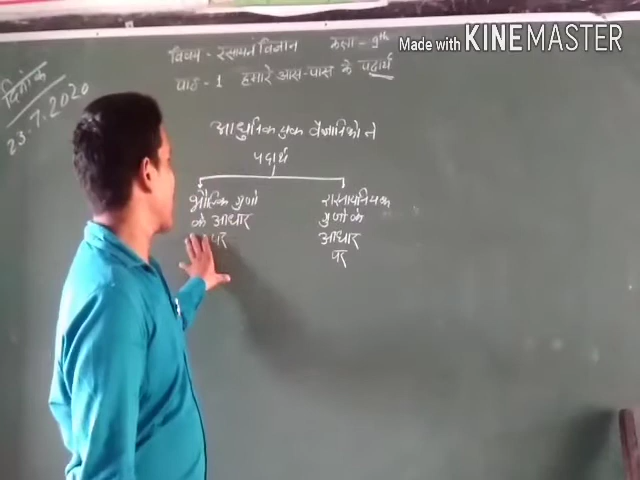 दिनांक
23.7.2020
विषय - रसायन विज्ञान कक्षा - 9th
पाठ - 1 हमारे आस-पास के पदार्थ
Made with KINEMASTER
आधुनिक युक वैज्ञानिको ने
पदार्थ
भौतिक गुणो
के आधार
पर
रासायनियक
गुणो के
आधार
पर